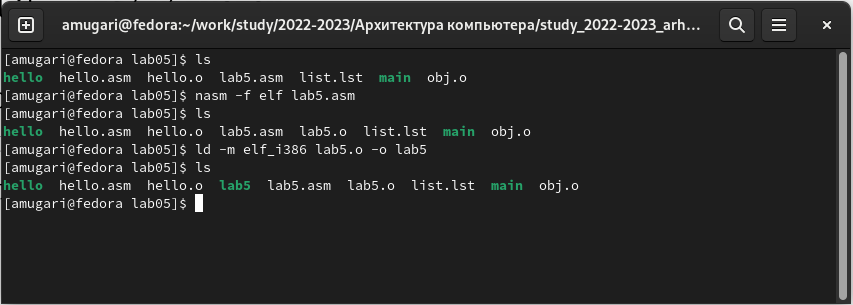 amugari@fedora:~/work/study/2022-2023/Архитектура компьютера/study_2022-2023_arh…
[amugari@fedora lab05]$ ls
hello  hello.asm  hello.o  lab5.asm  list.lst  main  obj.o
[amugari@fedora lab05]$ nasm -f elf lab5.asm
[amugari@fedora lab05]$ ls
hello  hello.asm  hello.o  lab5.asm  lab5.o  list.lst  main  obj.o
[amugari@fedora lab05]$ ld -m elf_i386 lab5.o -o lab5
[amugari@fedora lab05]$ ls
hello  hello.asm  hello.o  lab5  lab5.asm  lab5.o  list.lst  main  obj.o
[amugari@fedora lab05]$